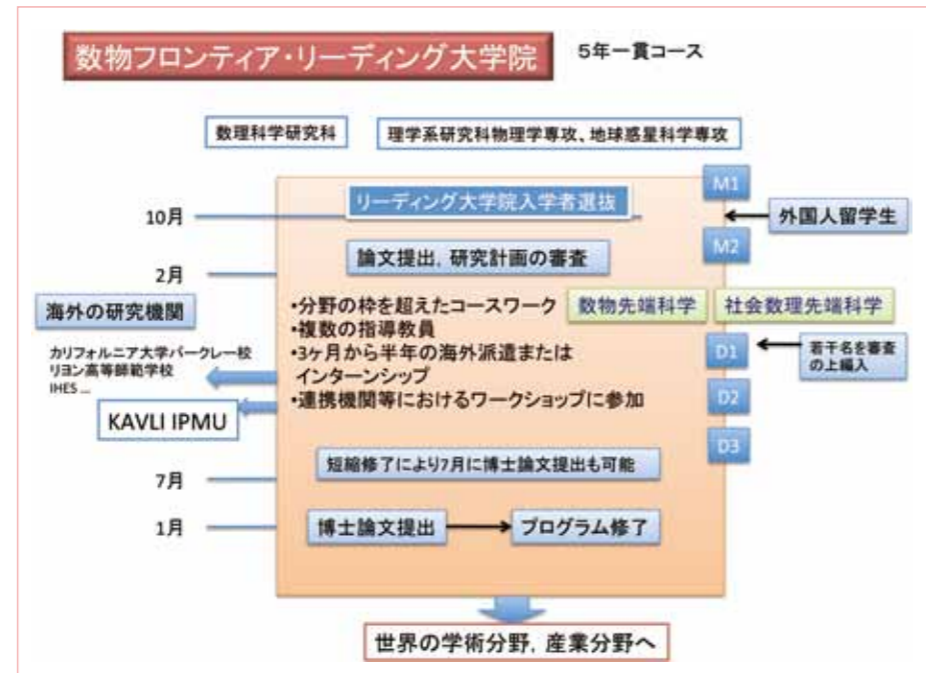 数物フロンティア・リーディング大学院
5年一貫コース
数理科学研究科
理学系研究科物理学専攻、地球惑星科学専攻
M1
リーディング大学院入学者選抜
10月
外国人留学生
M2
論文提出，研究計画の審査
2月
海外の研究機関
・分野の枠を超えたコースワーク
数物先端科学
社会数理先端科学
・複数の指導教員
・3ヶ月から半年の海外派遣または
インターンシップ
・連携機関等におけるワークショップに参加
カリフォルニア大学バークレー校
リヨン高等師範学校
IHES ...
D1
若干名を審査
の上編入
D2
KAVLI IPMU
D3
短縮修了により7月に博士論文提出も可能
7月
1月
博士論文提出
プログラム修了
世界の学術分野，産業分野へ